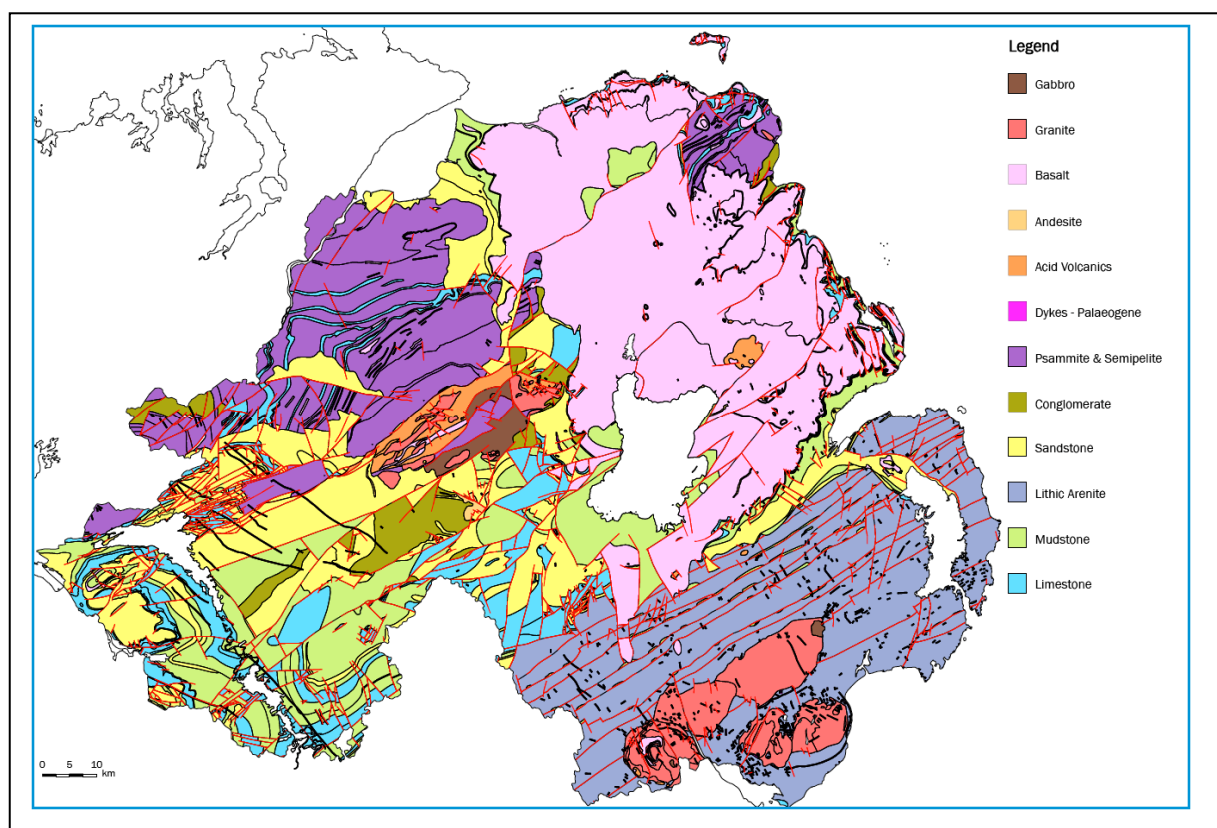 Legend
Gabbro
Granite
Basalt
Andesite
Acid Volcanics
Dykes - Palaeogene
Psammite & Semipelite
Conglomerate
Sandstone
Lithic Arenite
Mudstone
Limestone
0 5 10
km